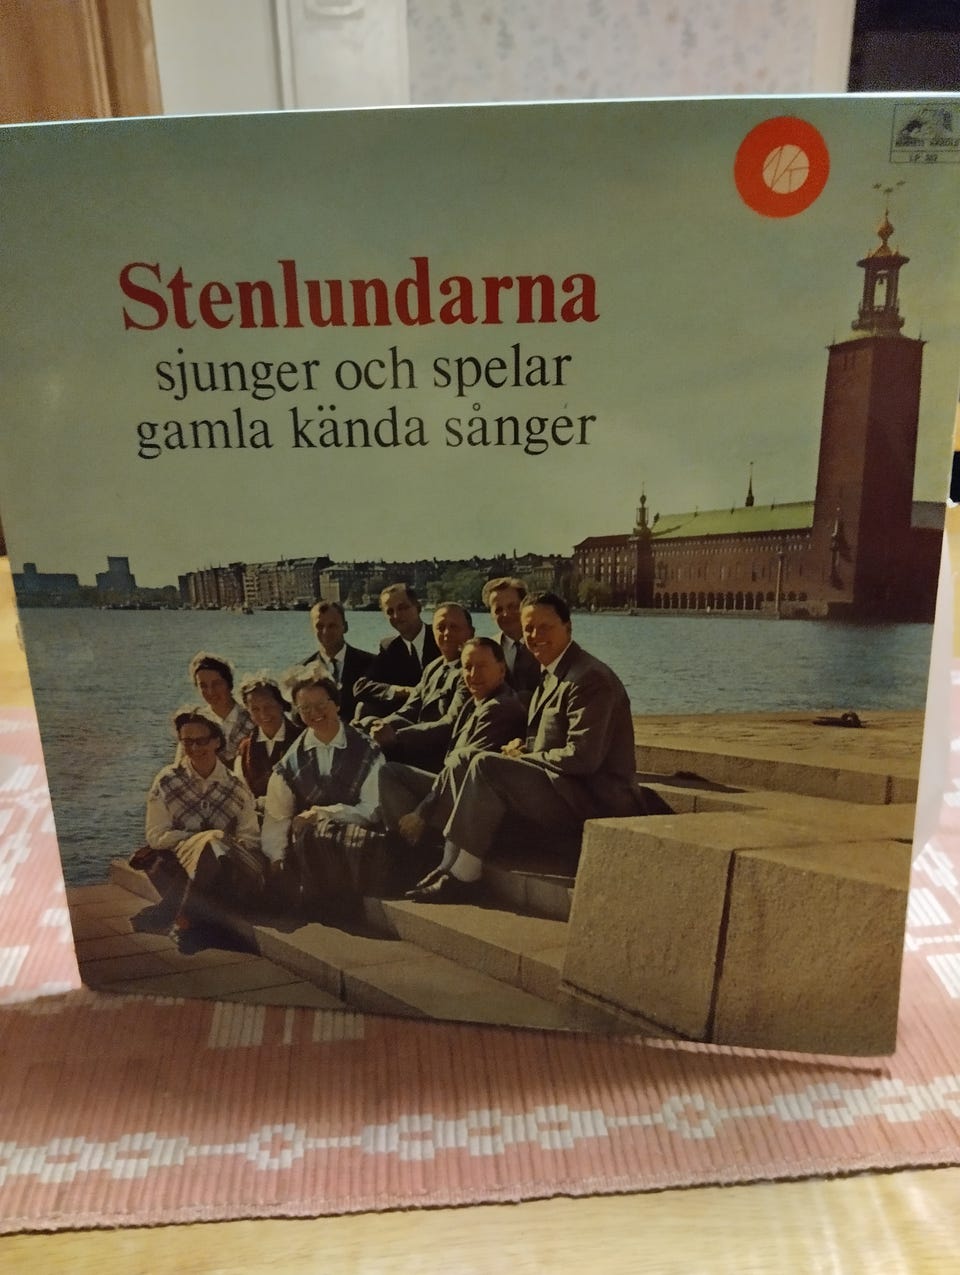 Stenlundarna
sjunger och spelar
gamla kända sånger